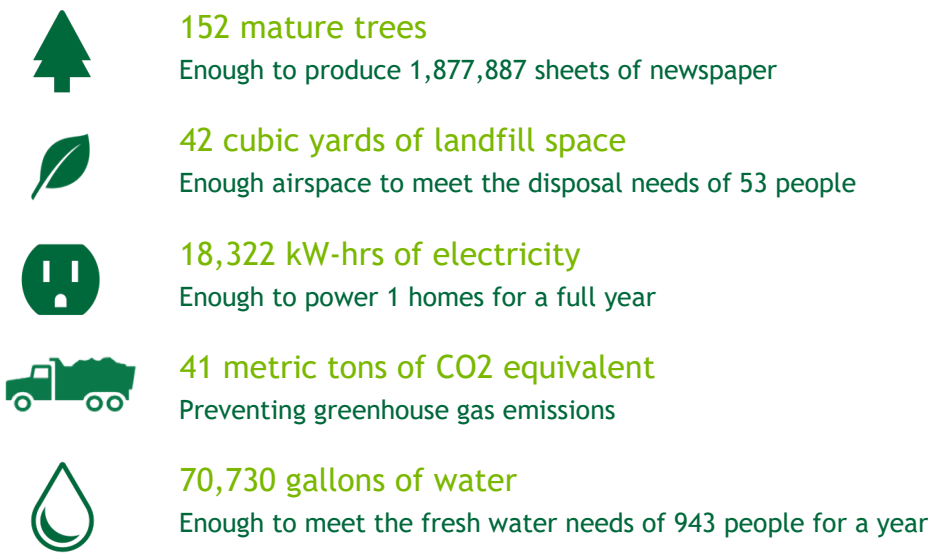 152 mature trees
Enough to produce 1,877,887 sheets of newspaper
42 cubic yards of landfill space
Enough airspace to meet the disposal needs of 53 people
18,322 kW-hrs of electricity
Enough to power 1 homes for a full year
41 metric tons of CO2 equivalent
Preventing greenhouse gas emissions
70,730 gallons of water
Enough to meet the fresh water needs of 943 people for a year